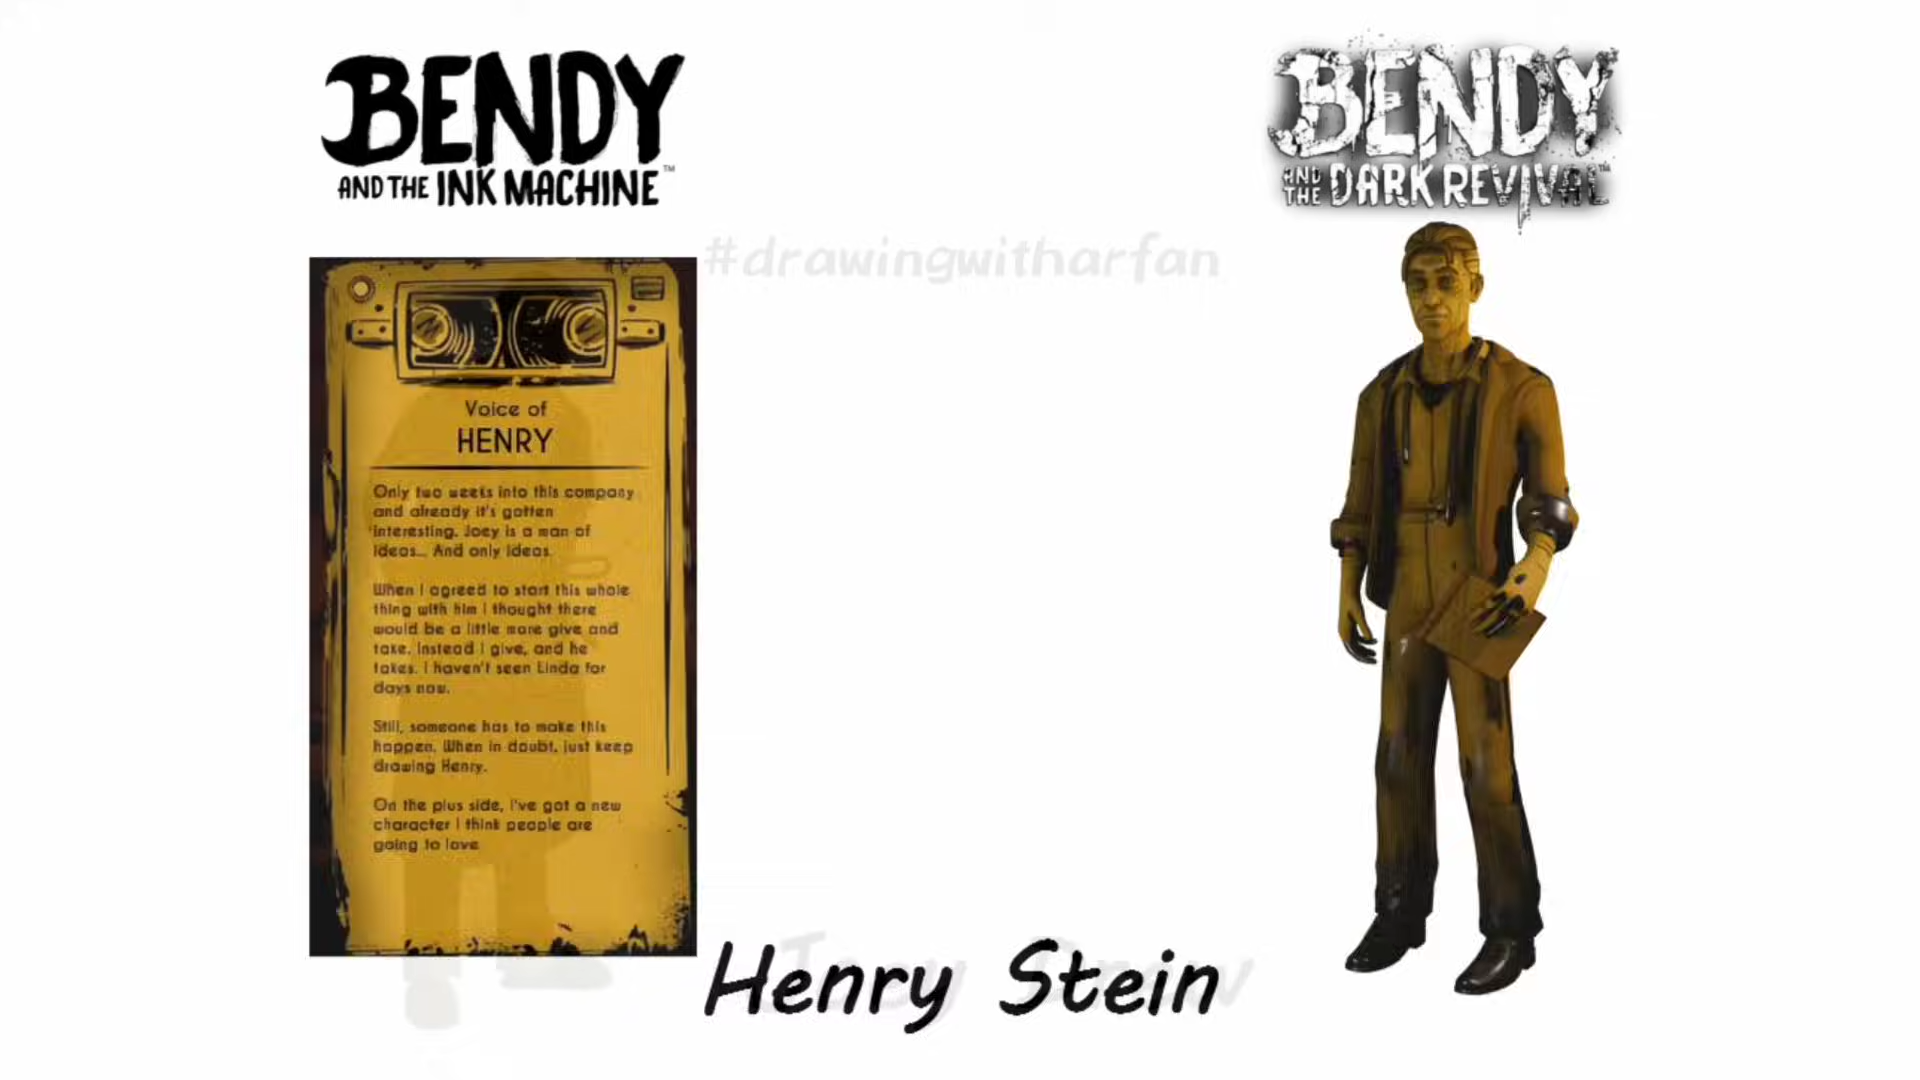 BENDY
AND THE INK MACHINE™
BENDY
AND THE DARK REVIVAL™
#drawingwitharfan
Voice of
HENRY
Only two weeks into this company
and already it's gotten
interesting. Joey is a man of
ideas... And only ideas.
When I agreed to start this whole
thing with him I thought there
would be a little more give and
take. Instead I give, and he
takes. I haven't seen Linda for
days now.
Still, someone has to make this
happen. When in doubt, just keep
drawing Henry.
On the plus side, I've got a new
character I think people are
going to love.
Henry Stein
Joey Drew